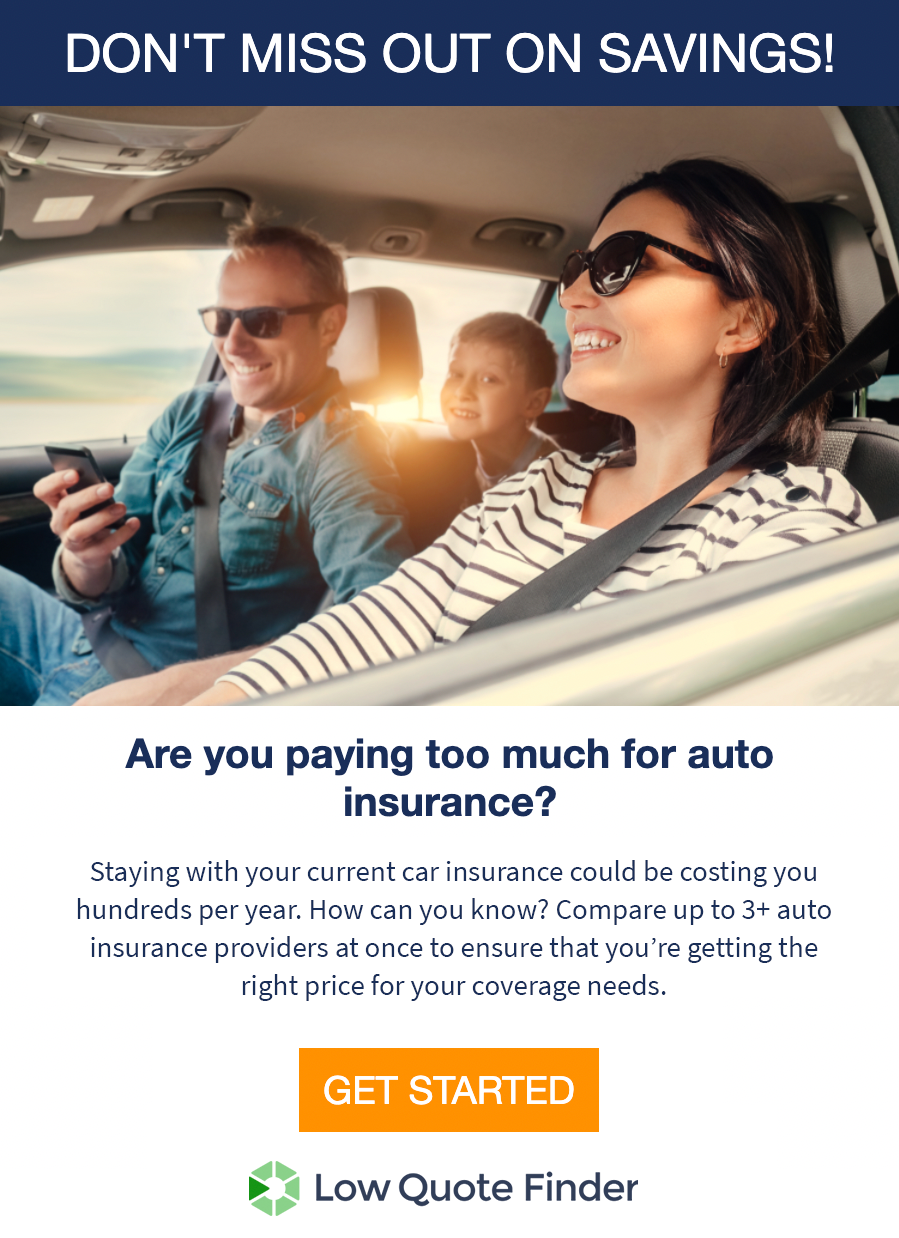 DON'T MISS OUT ON SAVINGS!
Are you paying too much for auto
insurance?
Staying with your current car insurance could be costing you
hundreds per year. How can you know? Compare up to 3+ auto
insurance providers at once to ensure that you’re getting the
right price for your coverage needs.
GET STARTED
Low Quote Finder